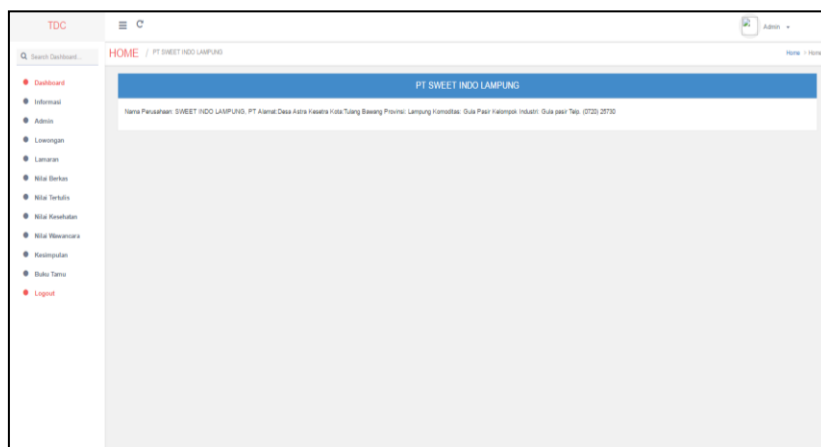 TDC
Admin
Search Dashboard...
HOME / PT SWEET INDO LAMPUNG
Home > Home
Dashboard
Informasi
Admin
Lowongan
Lamaran
Nilai Berkas
Nilai Tertulis
Nilai Kesehatan
Nilai Wawancara
Kesimpulan
Buku Tamu
Logout
PT SWEET INDO LAMPUNG
Nama Perusahaan: SWEET INDO LAMPUNG, PT Alamat:Desa Astra Kasetra Kota:Tulang Bawang Provinsi: Lampung Komoditas: Gula Pasir Kelompok Industri: Gula pasir Telp. (0720) 25730